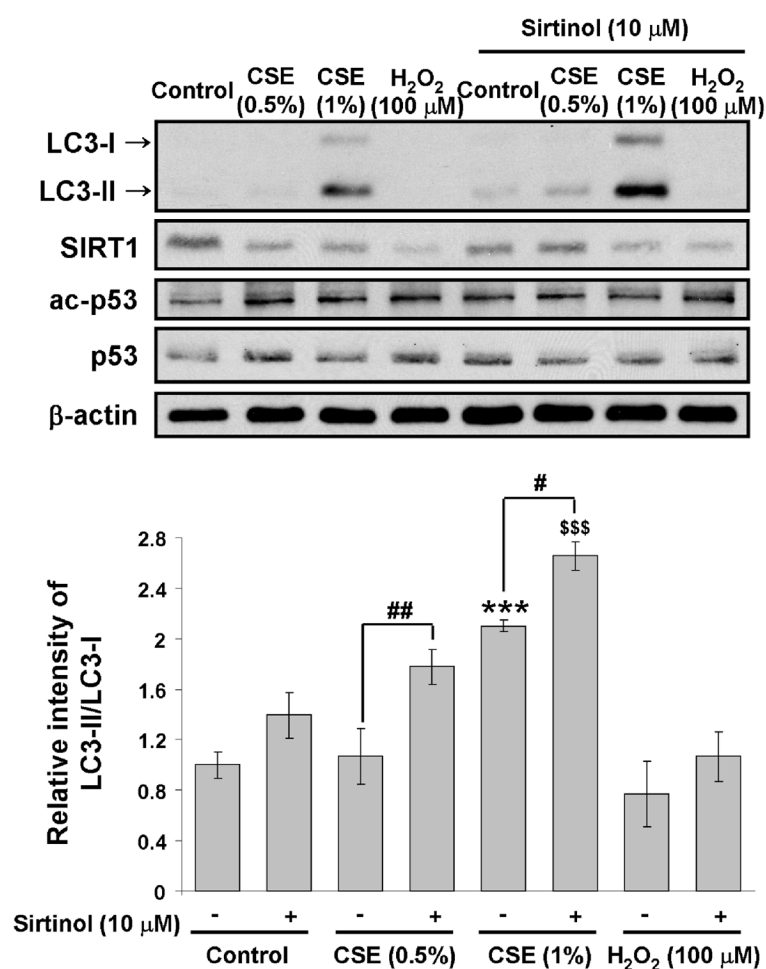 Sirtinol (10 μM)
Control CSE (0.5%) CSE (1%) H₂O₂ (100 μM) Control CSE (0.5%) CSE (1%) H₂O₂ (100 μM)
LC3-I →
LC3-II →
SIRT1
ac-p53
p53
β-actin
#
2.8
$$$
2.4
##
***
2
1.6
1.2
0.8
0.4
0
Relative intensity of
LC3-II/LC3-I
Sirtinol (10 μM) - + - + - + - +
Control CSE (0.5%) CSE (1%) H₂O₂ (100 μM)